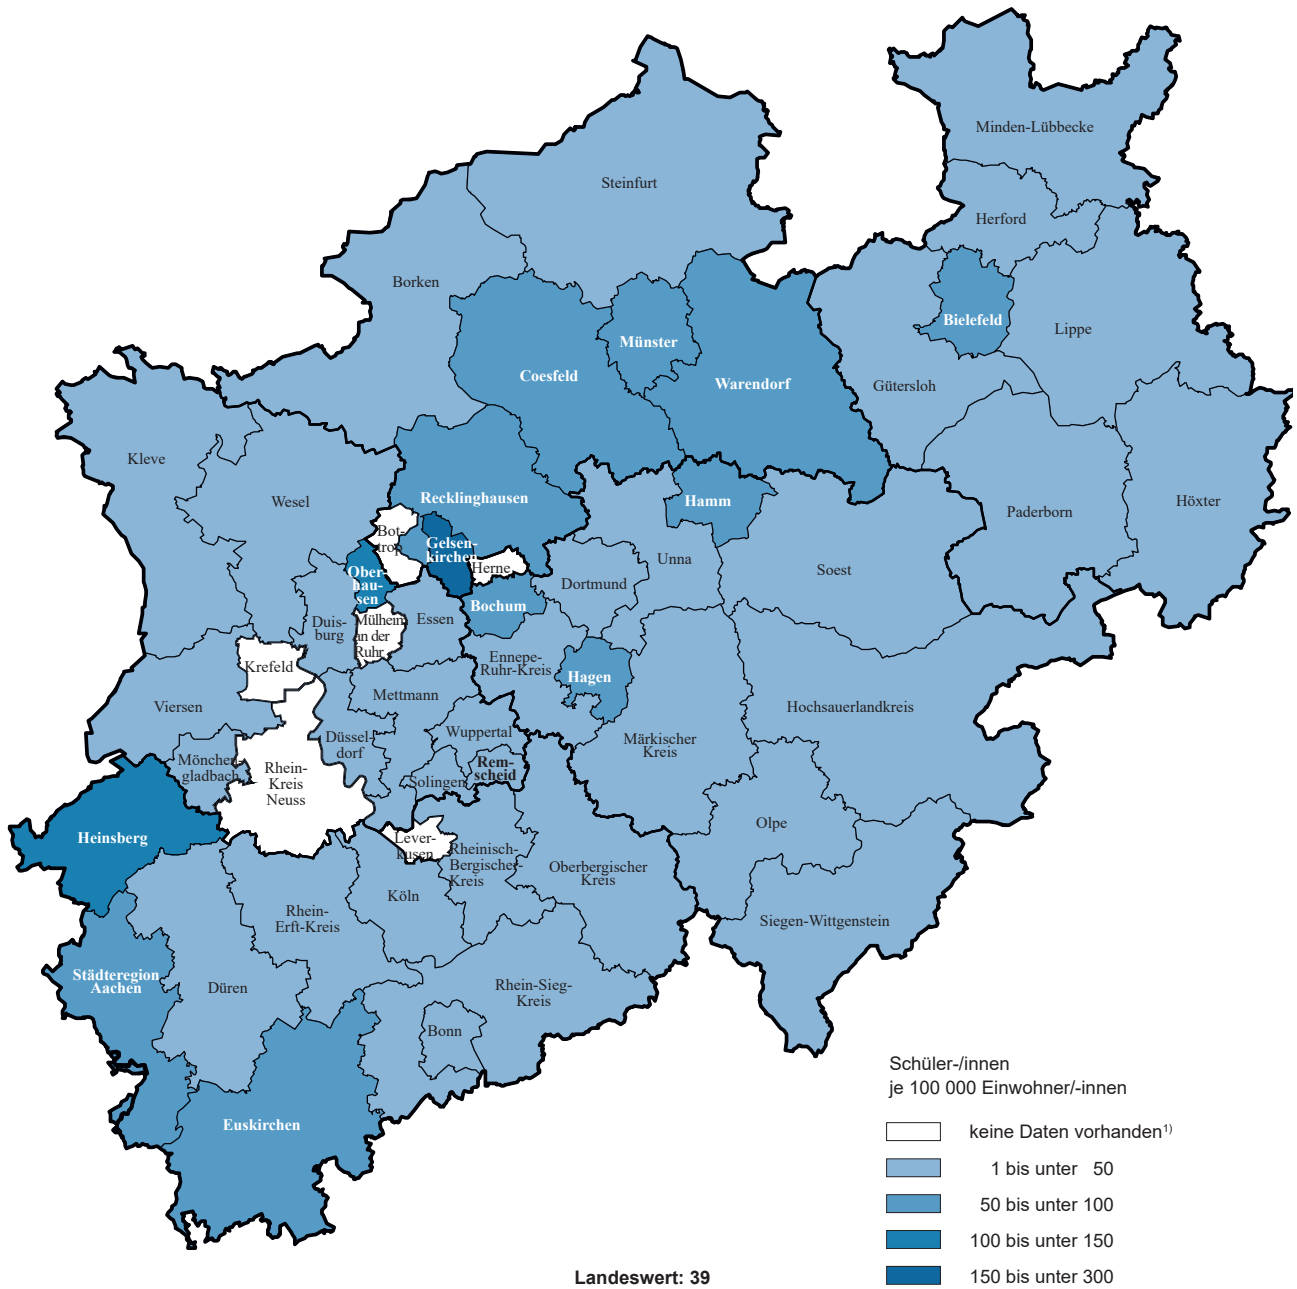 Minden-Lübbecke
Steinfurt
Herford
Borken
Bielefeld
Lippe
Münster
Coesfeld
Warendorf
Gütersloh
Kleve
Wesel
Recklinghausen
Hamm
Paderborn
Höxter
Bot-
trop
Gelsen-
kirchen
Herne
Unna
Soest
Dortmund
Ober-
hau-
sen
Bochum
Essen
Duis-
burg
Mülheim
an der
Ruhr
Krefeld
Ennepe-
Ruhr-Kreis
Hagen
Mettmann
Viersen
Hochsauerlandkreis
Wuppertal
Düssel-
dorf
Märkischer
Kreis
Mönchen-
gladbach
Rhein-
Kreis
Neuss
Rem-
scheid
Solingen
Heinsberg
Olpe
Lever-
kusen
Rheinisch-
Bergischer-
Kreis
Oberbergischer
Kreis
Köln
Rhein-
Erft-Kreis
Siegen-Wittgenstein
Städteregion
Aachen
Düren
Rhein-Sieg-
Kreis
Bonn
Euskirchen
Schüler-/innen
je 100 000 Einwohner/-innen
keine Daten vorhanden1)
1 bis unter 50
50 bis unter 100
100 bis unter 150
150 bis unter 300
Landeswert: 39